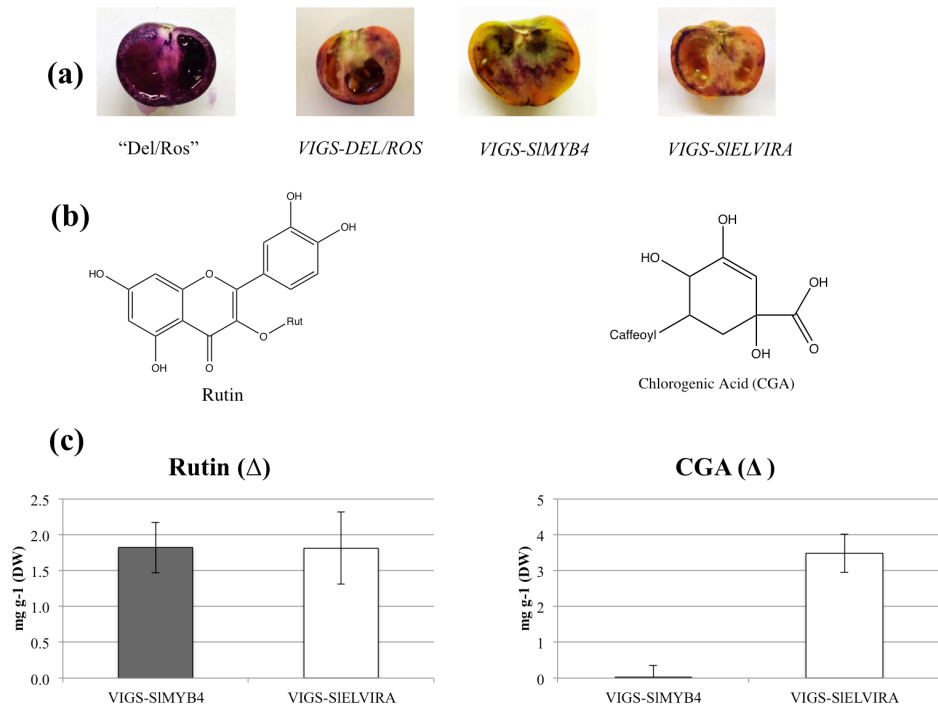 (a)
“Del/Ros”
VIGS-DEL/ROS
VIGS-SlMYB4
VIGS-SlELVIRA
(b)
OH
OH
HO
O
O
Rut
OH
O
Rutin
OH
HO
OH
Caffeoyl
OH
O
Chlorogenic Acid (CGA)
(c)
Rutin (Δ)
mg g-1 (DW)
2.5
2.0
1.5
1.0
0.5
0.0
VIGS-SlMYB4
VIGS-SlELVIRA
CGA (Δ )
mg g-1 (DW)
5
4
3
2
1
0
VIGS-SlMYB4
VIGS-SlELVIRA